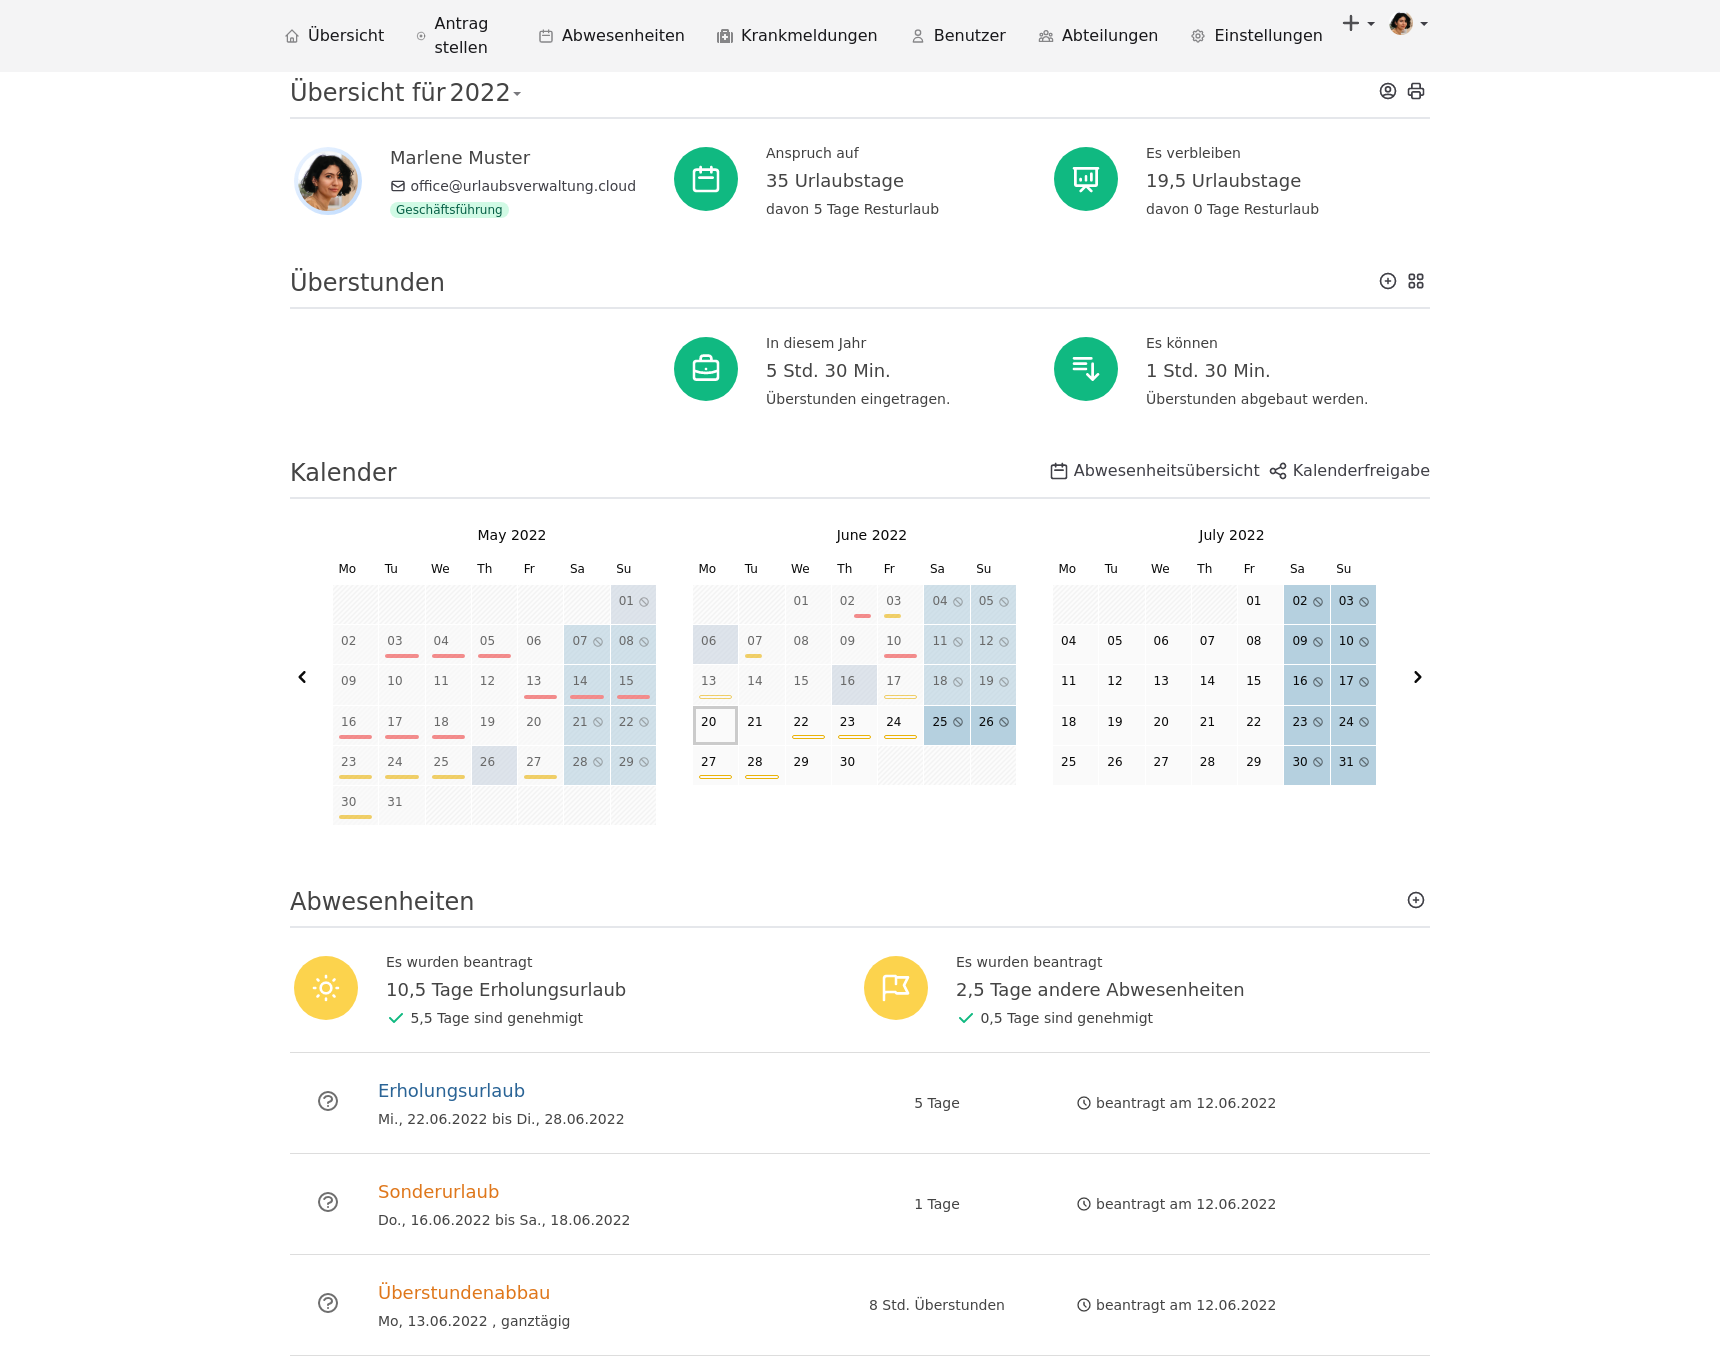 Übersicht
Antrag stellen
Abwesenheiten
Krankmeldungen
Benutzer
Abteilungen
Einstellungen
Übersicht für 2022
Marlene Muster
office@urlaubsverwaltung.cloud
Geschäftsführung
Anspruch auf
35 Urlaubstage
davon 5 Tage Resturlaub
Es verbleiben
19,5 Urlaubstage
davon 0 Tage Resturlaub
Überstunden
In diesem Jahr
5 Std. 30 Min.
Überstunden eingetragen.
Es können
1 Std. 30 Min.
Überstunden abgebaut werden.
Kalender
Abwesenheitsübersicht
Kalenderfreigabe
May 2022
Mo Tu We Th Fr Sa Su
01
02 03 04 05 06 07 08
09 10 11 12 13 14 15
16 17 18 19 20 21 22
23 24 25 26 27 28 29
30 31
June 2022
Mo Tu We Th Fr Sa Su
01 02 03 04 05
06 07 08 09 10 11 12
13 14 15 16 17 18 19
20 21 22 23 24 25 26
27 28 29 30
July 2022
Mo Tu We Th Fr Sa Su
01 02 03
04 05 06 07 08 09 10
11 12 13 14 15 16 17
18 19 20 21 22 23 24
25 26 27 28 29 30 31
Abwesenheiten
Es wurden beantragt
10,5 Tage Erholungsurlaub
5,5 Tage sind genehmigt
Es wurden beantragt
2,5 Tage andere Abwesenheiten
0,5 Tage sind genehmigt
Erholungsurlaub
Mi., 22.06.2022 bis Di., 28.06.2022
5 Tage
beantragt am 12.06.2022
Sonderurlaub
Do., 16.06.2022 bis Sa., 18.06.2022
1 Tage
beantragt am 12.06.2022
Überstundenabbau
Mo, 13.06.2022 , ganztägig
8 Std. Überstunden
beantragt am 12.06.2022